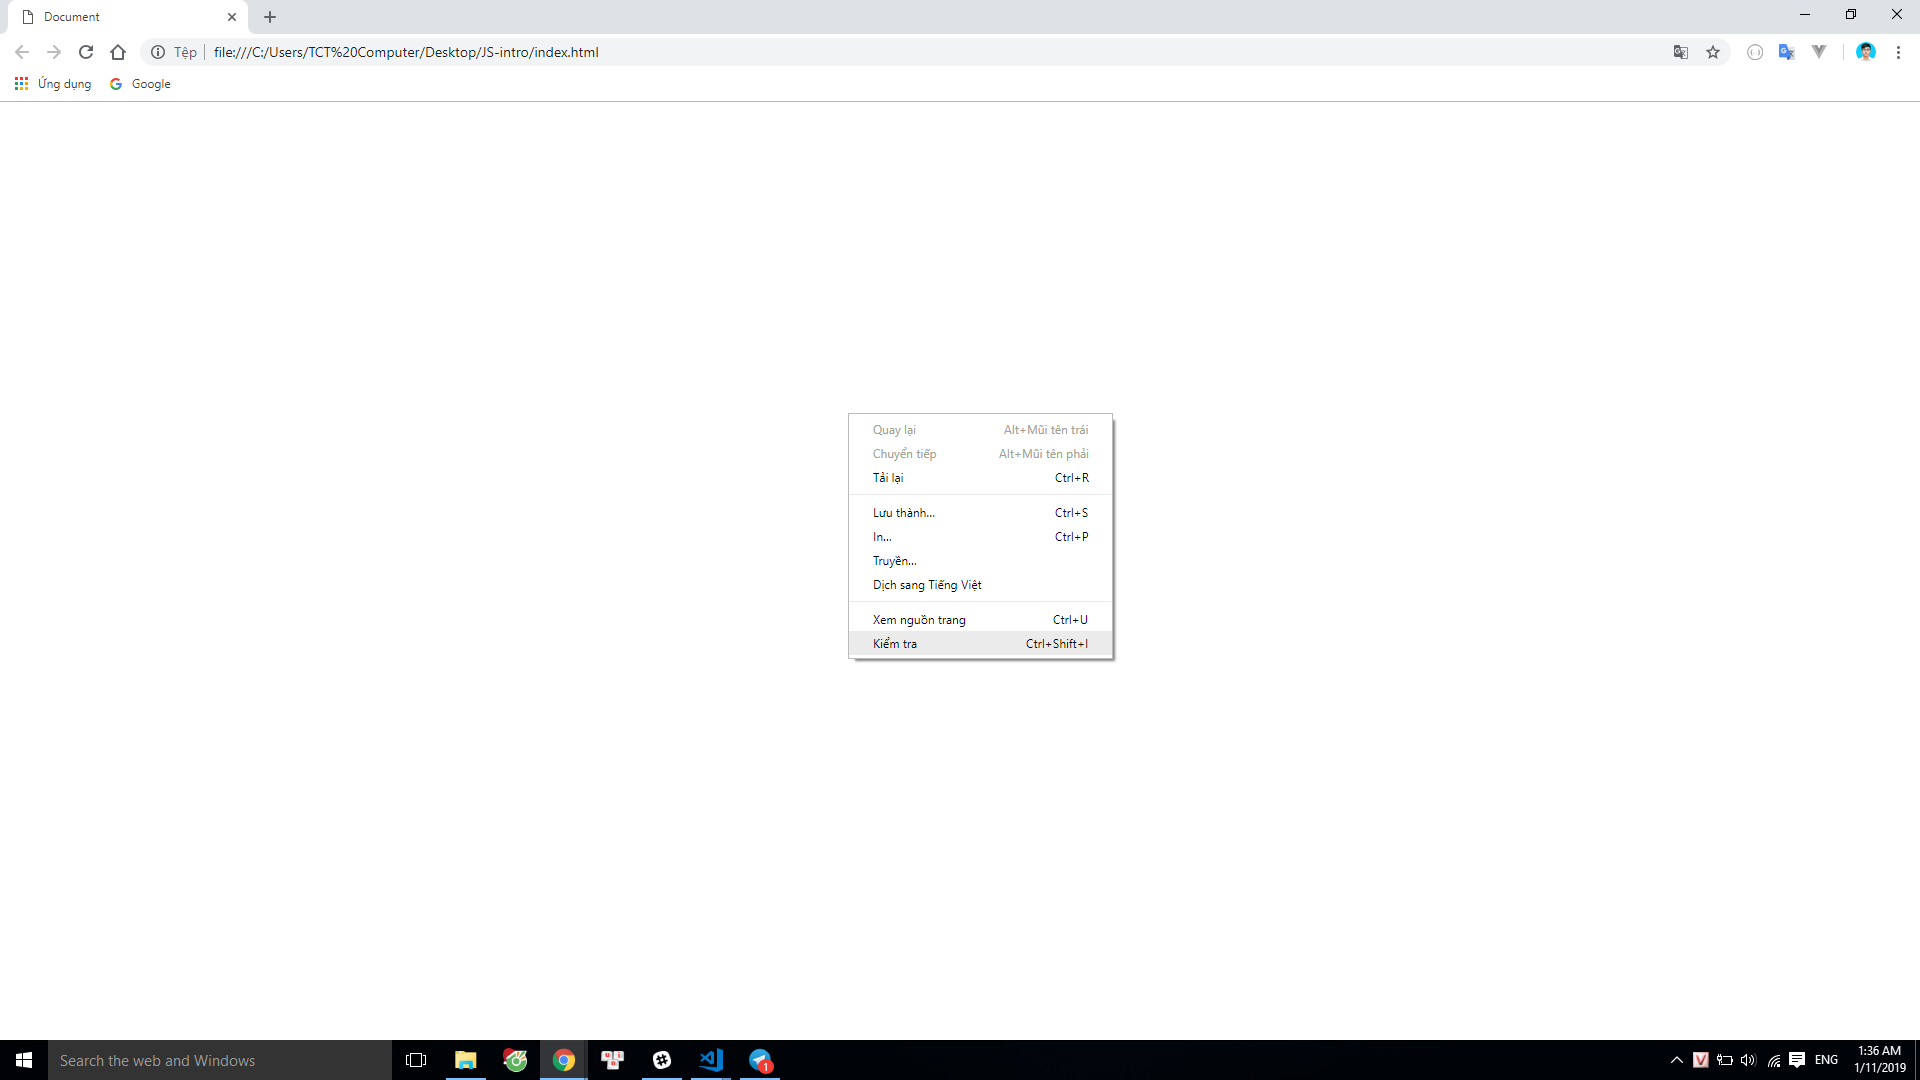 Document
Tệp file:///C:/Users/TCT%20Computer/Desktop/JS-intro/index.html
Ứng dụng Google
Quay lại Alt+Mũi tên trái
Chuyển tiếp Alt+Mũi tên phải
Tải lại Ctrl+R
Lưu thành... Ctrl+S
In... Ctrl+P
Truyền...
Dịch sang Tiếng Việt
Xem nguồn trang Ctrl+U
Kiểm tra Ctrl+Shift+I
Search the web and Windows
1
ENG
1:36 AM
1/11/2019